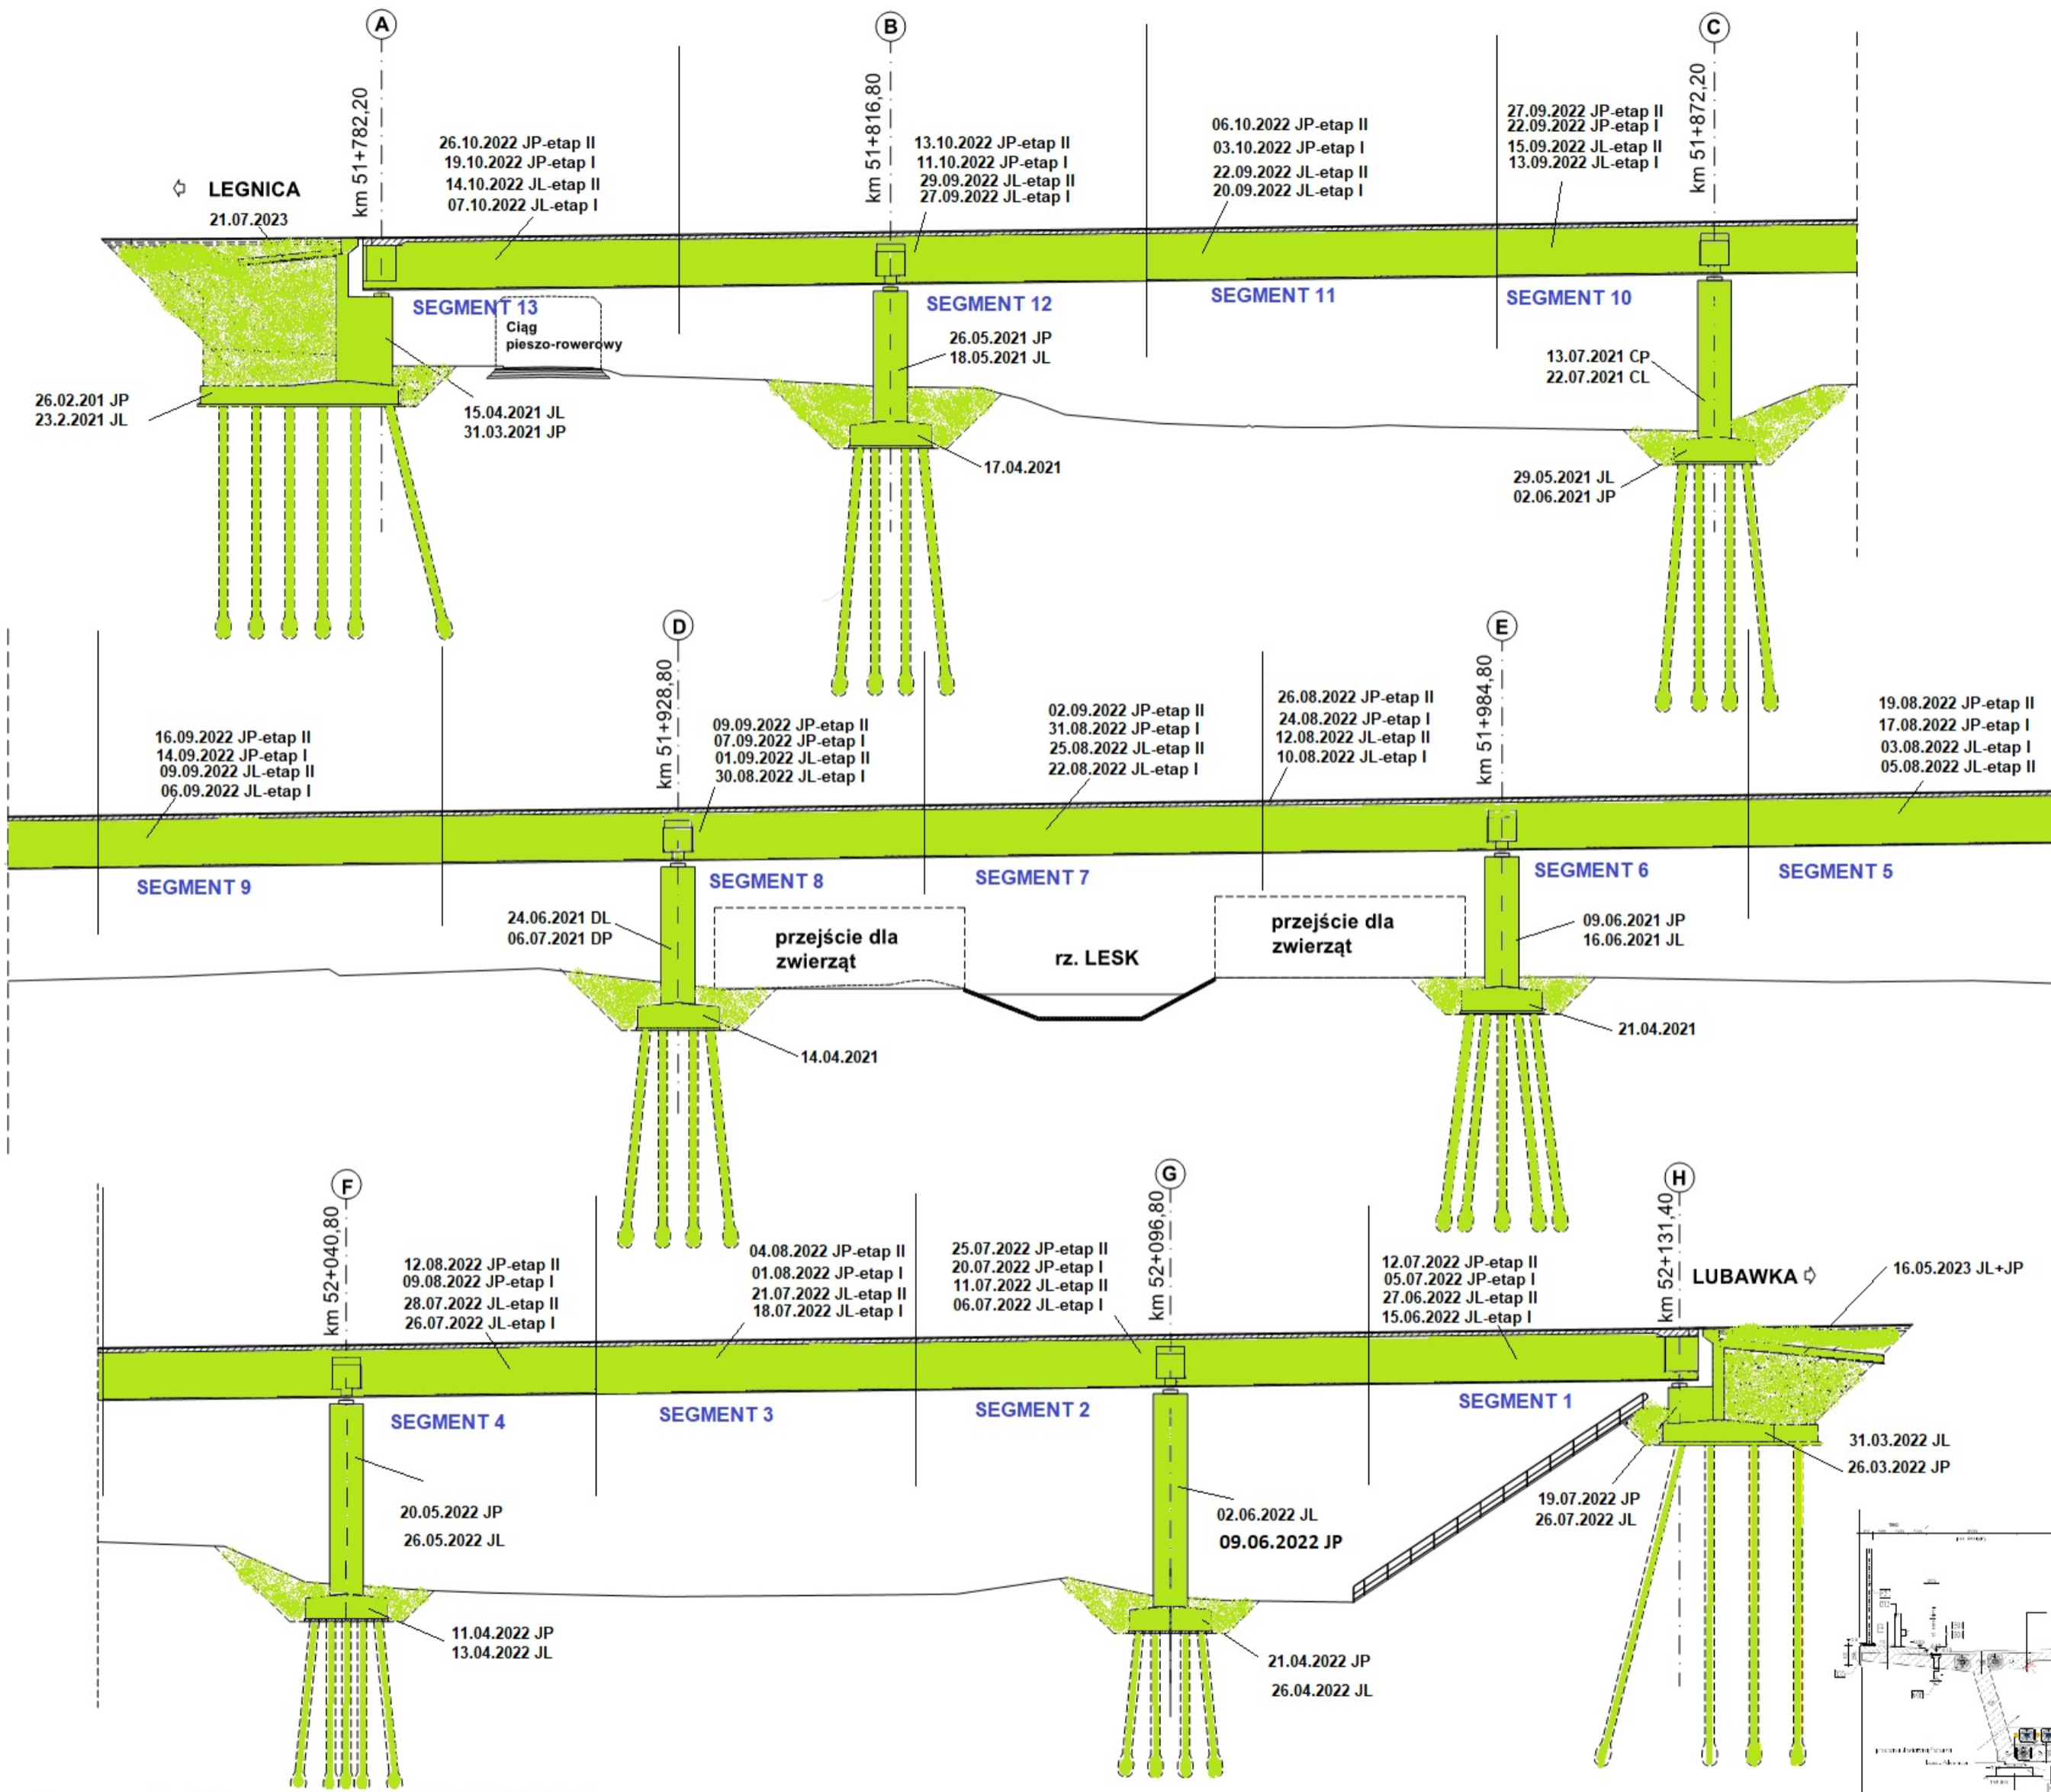 A
B
C
km 51+782,20
km 51+816,80
km 51+872,20
26.10.2022 JP-etap II
19.10.2022 JP-etap I
14.10.2022 JL-etap II
07.10.2022 JL-etap I
13.10.2022 JP-etap II
11.10.2022 JP-etap I
29.09.2022 JL-etap II
27.09.2022 JL-etap I
06.10.2022 JP-etap II
03.10.2022 JP-etap I
22.09.2022 JL-etap II
20.09.2022 JL-etap I
27.09.2022 JP-etap II
22.09.2022 JP-etap I
15.09.2022 JL-etap II
13.09.2022 JL-etap I
LEGNICA
21.07.2023
SEGMENT 13
SEGMENT 12
SEGMENT 11
SEGMENT 10
Ciąg
pieszo-rowerowy
26.05.2021 JP
18.05.2021 JL
13.07.2021 CP
22.07.2021 CL
26.02.201 JP
23.2.2021 JL
15.04.2021 JL
31.03.2021 JP
17.04.2021
29.05.2021 JL
02.06.2021 JP
D
E
km 51+928,80
km 51+984,80
16.09.2022 JP-etap II
14.09.2022 JP-etap I
09.09.2022 JL-etap II
06.09.2022 JL-etap I
09.09.2022 JP-etap II
07.09.2022 JP-etap I
01.09.2022 JL-etap II
30.08.2022 JL-etap I
02.09.2022 JP-etap II
31.08.2022 JP-etap I
25.08.2022 JL-etap II
22.08.2022 JL-etap I
26.08.2022 JP-etap II
24.08.2022 JP-etap I
12.08.2022 JL-etap II
10.08.2022 JL-etap I
19.08.2022 JP-etap II
17.08.2022 JP-etap I
03.08.2022 JL-etap I
05.08.2022 JL-etap II
SEGMENT 9
SEGMENT 8
SEGMENT 7
SEGMENT 6
SEGMENT 5
24.06.2021 DL
06.07.2021 DP
przejście dla
zwierząt
rz. LESK
przejście dla
zwierząt
09.06.2021 JP
16.06.2021 JL
14.04.2021
21.04.2021
F
G
H
km 52+040,80
km 52+096,80
km 52+131,40
12.08.2022 JP-etap II
09.08.2022 JP-etap I
28.07.2022 JL-etap II
26.07.2022 JL-etap I
04.08.2022 JP-etap II
01.08.2022 JP-etap I
21.07.2022 JL-etap II
18.07.2022 JL-etap I
25.07.2022 JP-etap II
20.07.2022 JP-etap I
11.07.2022 JL-etap II
06.07.2022 JL-etap I
12.07.2022 JP-etap II
05.07.2022 JP-etap I
27.06.2022 JL-etap II
15.06.2022 JL-etap I
LUBAWKA
16.05.2023 JL+JP
SEGMENT 4
SEGMENT 3
SEGMENT 2
SEGMENT 1
20.05.2022 JP
26.05.2022 JL
02.06.2022 JL
09.06.2022 JP
31.03.2022 JL
26.03.2022 JP
19.07.2022 JP
26.07.2022 JL
11.04.2022 JP
13.04.2022 JL
21.04.2022 JP
26.04.2022 JL